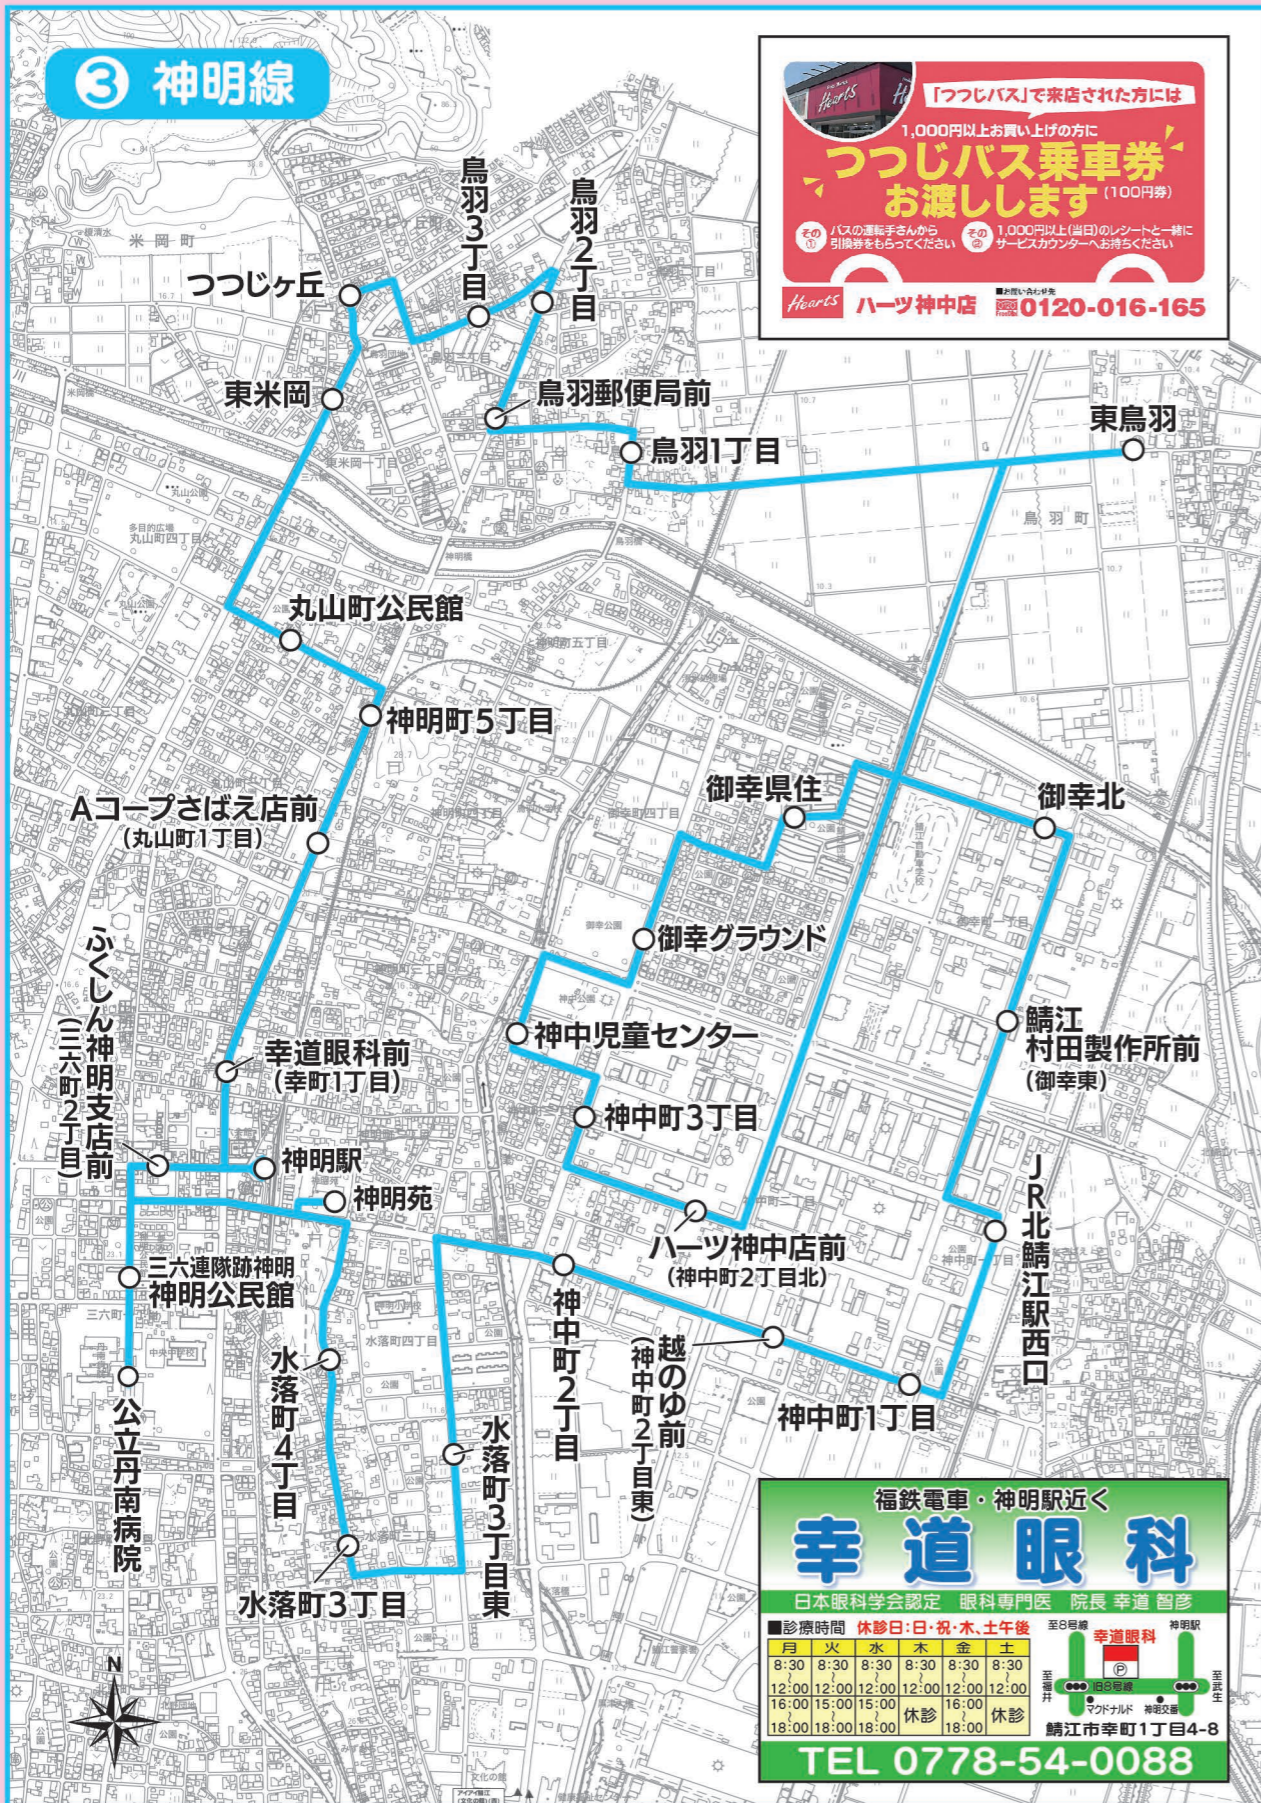 ③ 神明線
「つつじバス」で来店された方には
1,000円以上お買い上げの方に
つつじバス乗車券
お渡しします(100円券)
その① バスの運転手さんから
引換券をもらってください
その② 1,000円以上(当日)のレシートと一緒に
サービスカウンターへお持ちください
Hearts ハーツ神中店
■お問い合わせ先
0120-016-165
鳥羽3丁目
鳥羽2丁目
つつじヶ丘
東米岡
鳥羽郵便局前
鳥羽1丁目
東鳥羽
米岡町
鳥羽町
丸山町公民館
神明町5丁目
Aコープさばえ店前
(丸山町1丁目)
御幸県住
御幸北
御幸グラウンド
神中児童センター
神中町3丁目
鯖江
村田製作所前
(御幸東)
ふくしん神明支店前
(三六町2丁目)
幸道眼科前
(幸町1丁目)
神明駅
神明苑
ハーツ神中店前
(神中町2丁目北)
JR北鯖江駅西口
三六連隊跡神明
神明公民館
公立丹南病院
水落町4丁目
水落町3丁目
水落町3丁目東
神中町2丁目
越のゆ前
(神中町2丁目東)
神中町1丁目
N
福鉄電車・神明駅近く
幸道眼科
日本眼科学会認定 眼科専門医 院長 幸道 智彦
■診療時間 休診日:日・祝・木、土午後
月 火 水 木 金 土
8:30 8:30 8:30 8:30 8:30 8:30
〜 〜 〜 〜 〜 〜
12:00 12:00 12:00 12:00 12:00 12:00
16:00 15:00 15:00 休診 16:00 休診
〜 〜 〜 〜
18:00 18:00 18:00 18:00
至8号線
神明駅
幸道眼科
P
至福井
旧8号線
至武生
マクドナルド
神明交番
鯖江市幸町1丁目4-8
TEL 0778-54-0088